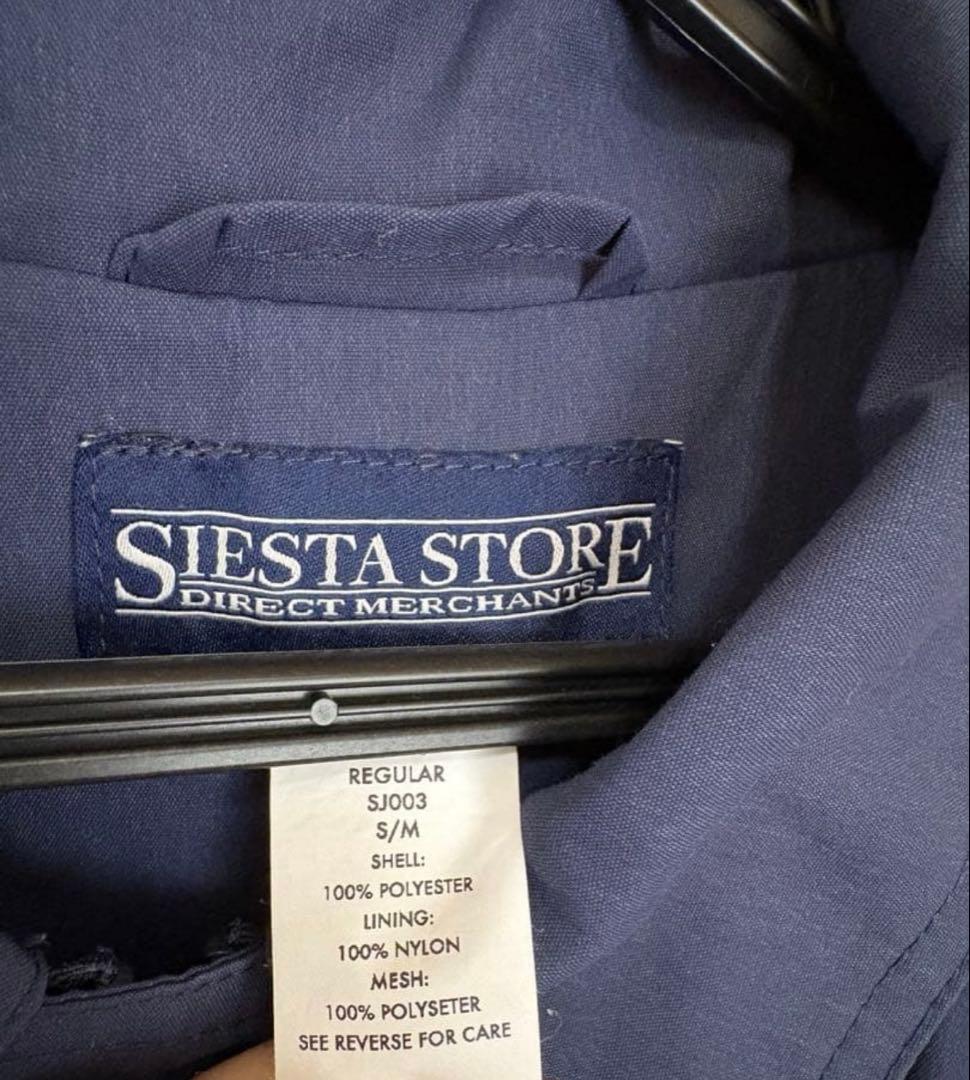 SIESTA STORE
DIRECT MERCHANTS
REGULAR
SJ003
S/M
SHELL:
100% POLYESTER
LINING:
100% NYLON
MESH:
100% POLYSETER
SEE REVERSE FOR CARE